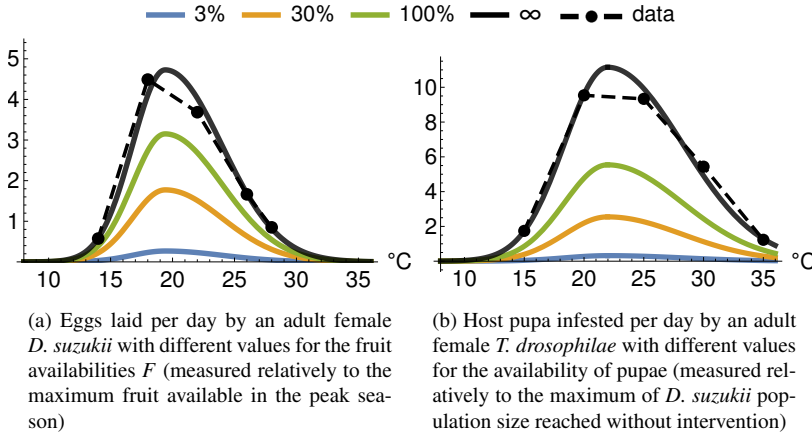 3% 30% 100% ∞ data
5
4
3
2
1
10 15 20 25 30 35 °C
10
8
6
4
2
10 15 20 25 30 35 °C
(a) Eggs laid per day by an adult female
D. suzukii with different values for the fruit
availabilities F (measured relatively to the
maximum fruit available in the peak sea-
son)
(b) Host pupa infested per day by an adult
female T. drosophilae with different values
for the availability of pupae (measured rel-
atively to the maximum of D. suzukii pop-
ulation size reached without intervention)